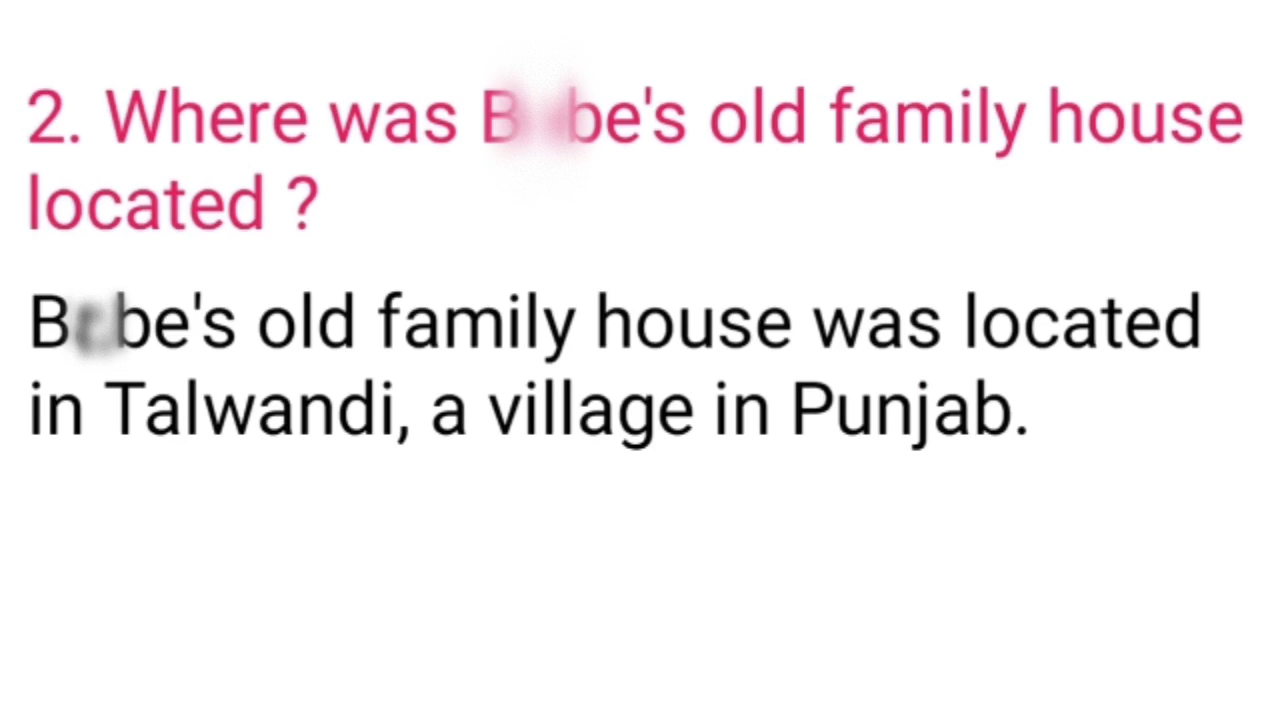 2. Where was old family house
located ?
old family house was located
in Talwandi, a village in Punjab.